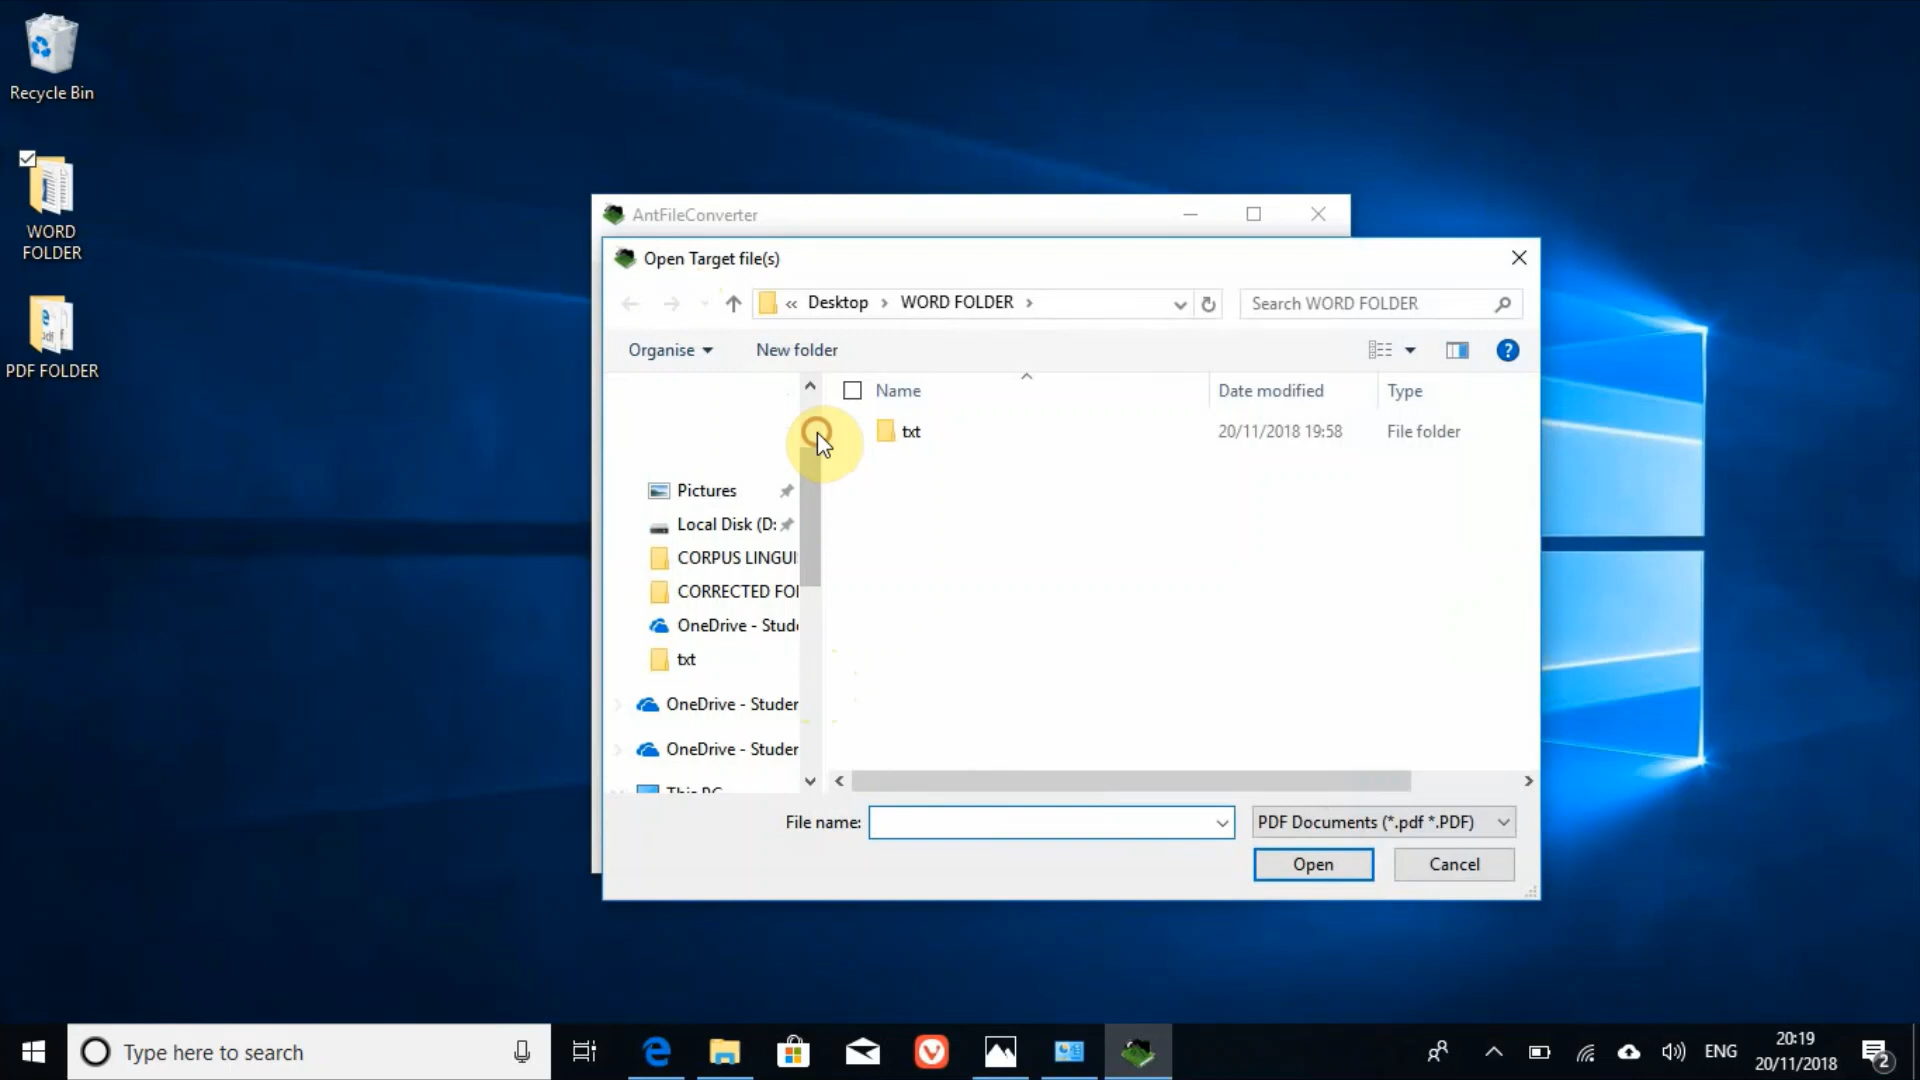 Recycle Bin
WORD
FOLDER
PDF FOLDER
AntFileConverter
Open Target file(s)
« Desktop > WORD FOLDER >
Search WORD FOLDER
Organise
New folder
Name
Date modified
Type
txt
20/11/2018 19:58
File folder
Pictures
Local Disk (D:
CORPUS LINGUI
CORRECTED FO
OneDrive - Stude
txt
OneDrive - Studer
OneDrive - Studer
This PC
File name:
PDF Documents (*.pdf *.PDF)
Open
Cancel
Type here to search
ENG
20:19
20/11/2018
2